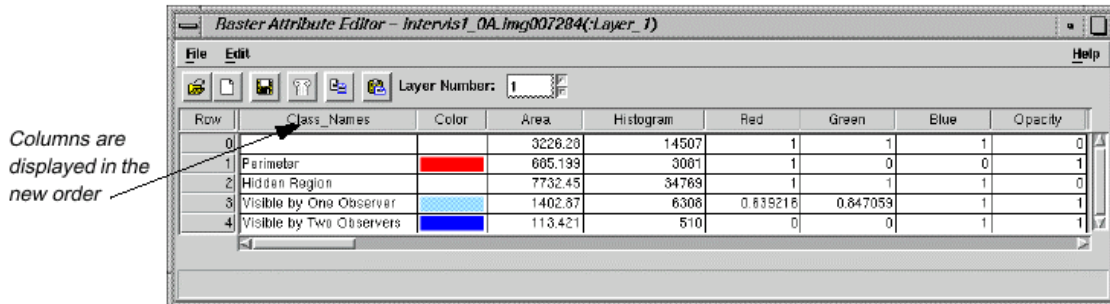 Raster Attribute Editor - intervis1_0A.img007284(:Layer_1)
File Edit Help
Layer Number: 1
Columns are displayed in the new order
Row Class_Names Color Area Histogram Red Green Blue Opacity
0 3226.28 14507 1 1 1 0
1 Perimeter 685.199 3081 1 0 0 1
2 Hidden Region 7732.45 34769 1 1 1 0
3 Visible by One Observer 1402.87 6308 0.639216 0.847059 1 1
4 Visible by Two Observers 113.421 510 0 0 1 1